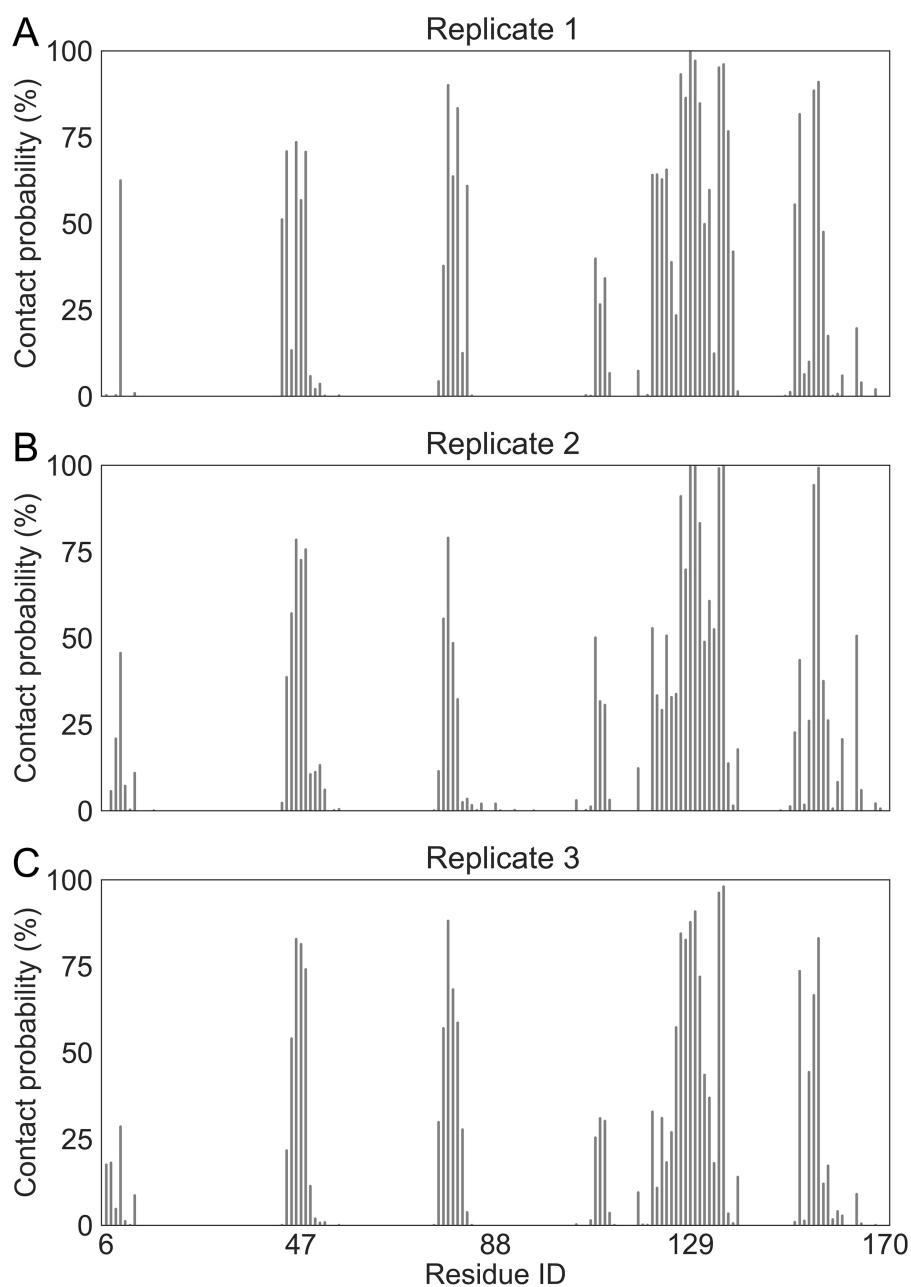 A
Replicate 1
100
75
50
25
0
Contact probability (%)
B
Replicate 2
100
75
50
25
0
Contact probability (%)
C
Replicate 3
100
75
50
25
0
Contact probability (%)
6 47 88 129 170
Residue ID